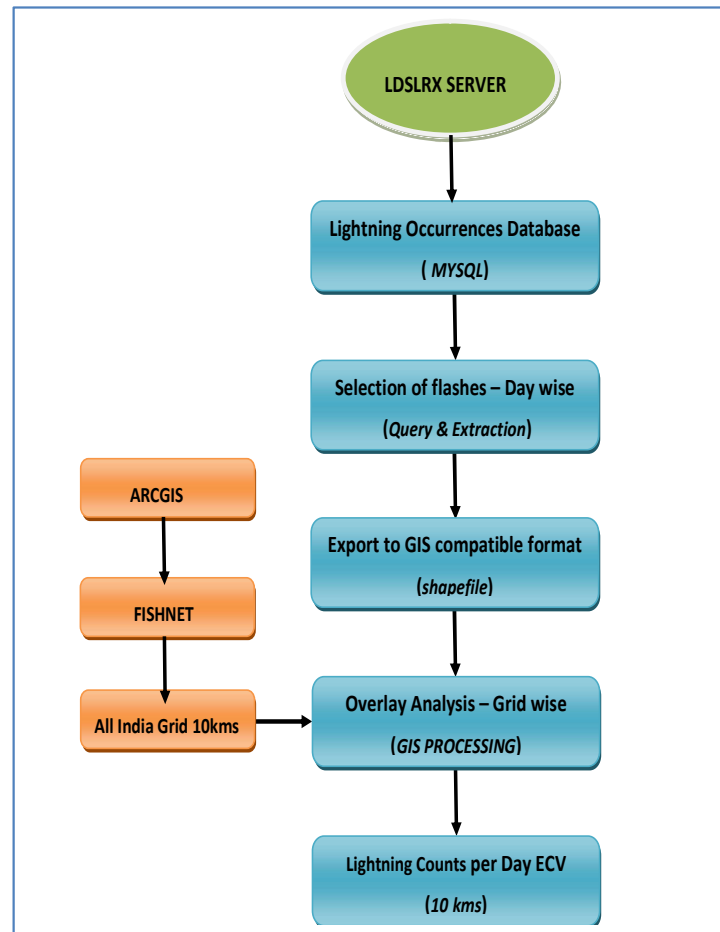 LDSLRX SERVER
Lightning Occurrences Database
( MYSQL)
Selection of flashes – Day wise
(Query & Extraction)
ARCGIS
Export to GIS compatible format
(shapefile)
FISHNET
All India Grid 10kms
Overlay Analysis – Grid wise
(GIS PROCESSING)
Lightning Counts per Day ECV
(10 kms)